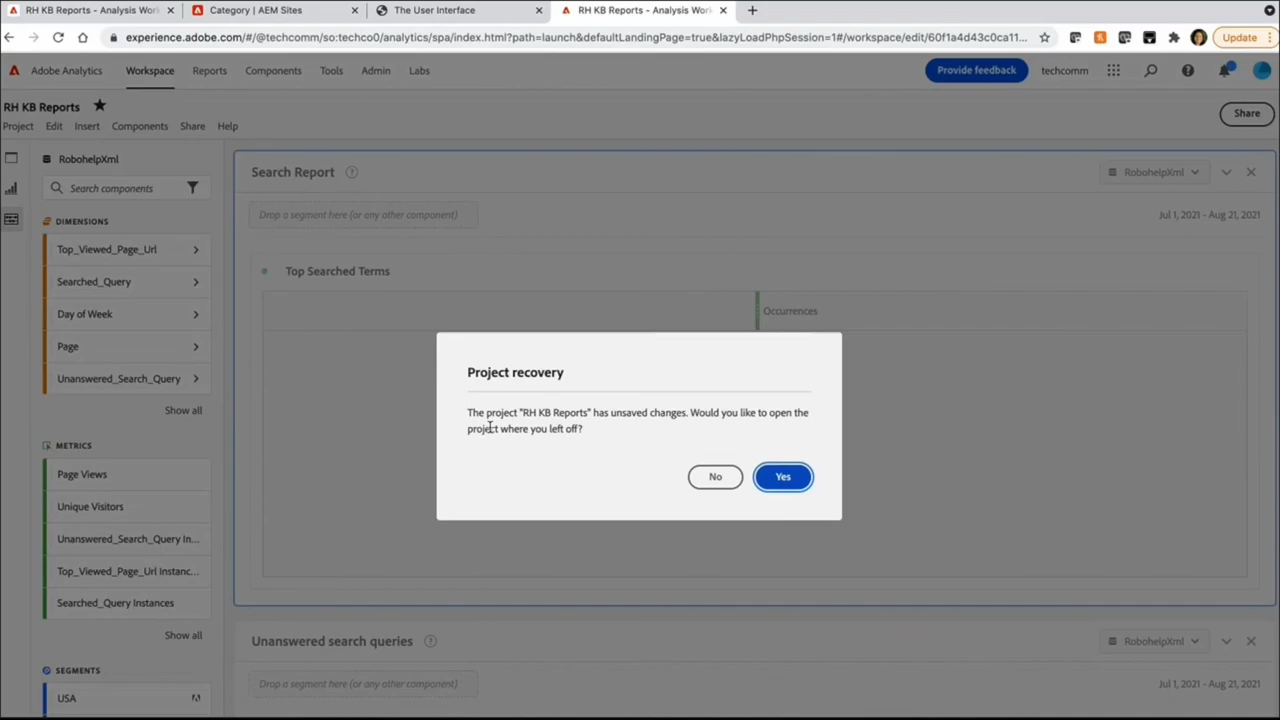 RH KB Reports - Analysis Wor
Category | AEM Sites
The User Interface
RH KB Reports - Analysis Work
experience.adobe.com/#/@techcomm/so:techco0/analytics/spa/index.html?path=launch&defaultLandingPage=true&lazyLoadPhpSession=1#/workspace/edit/60f1a4d43c0ca11...
Update
Adobe Analytics
Workspace
Reports
Components
Tools
Admin
Labs
Provide feedback
techcomm
RH KB Reports
Share
Project
Edit
Insert
Components
Share
Help
RobohelpXml
Search components
DIMENSIONS
Top_Viewed_Page_Url
Searched_Query
Day of Week
Page
Unanswered_Search_Query
Show all
METRICS
Page Views
Unique Visitors
Unanswered_Search_Query In...
Top_Viewed_Page_Url Instanc...
Searched_Query Instances
Show all
SEGMENTS
USA
Search Report
RobohelpXml
Drop a segment here (or any other component)
Jul 1, 2021 - Aug 21, 2021
Top Searched Terms
Occurrences
Project recovery
The project "RH KB Reports" has unsaved changes. Would you like to open the
project where you left off?
No
Yes
Unanswered search queries
RobohelpXml
Drop a segment here (or any other component)
Jul 1, 2021 - Aug 21, 2021